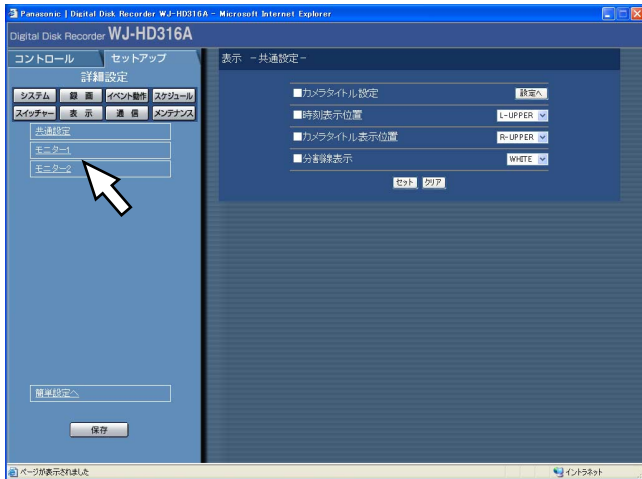 Panasonic | Digital Disk Recorder WJ-HD316A - Microsoft Internet Explorer
Digital Disk Recorder WJ-HD316A
コントロール セットアップ
詳細設定
システム 録 画 イベント動作 スケジュール
スイッチャー 表 示 通 信 メンテナンス
共通設定
モニター1
モニター2
簡単設定へ
保存
表示 －共通設定－
■カメラタイトル設定 設定へ
■時刻表示位置 L-UPPER
■カメラタイトル表示位置 R-UPPER
■分割線表示 WHITE
セット クリア
ページが表示されました イントラネット